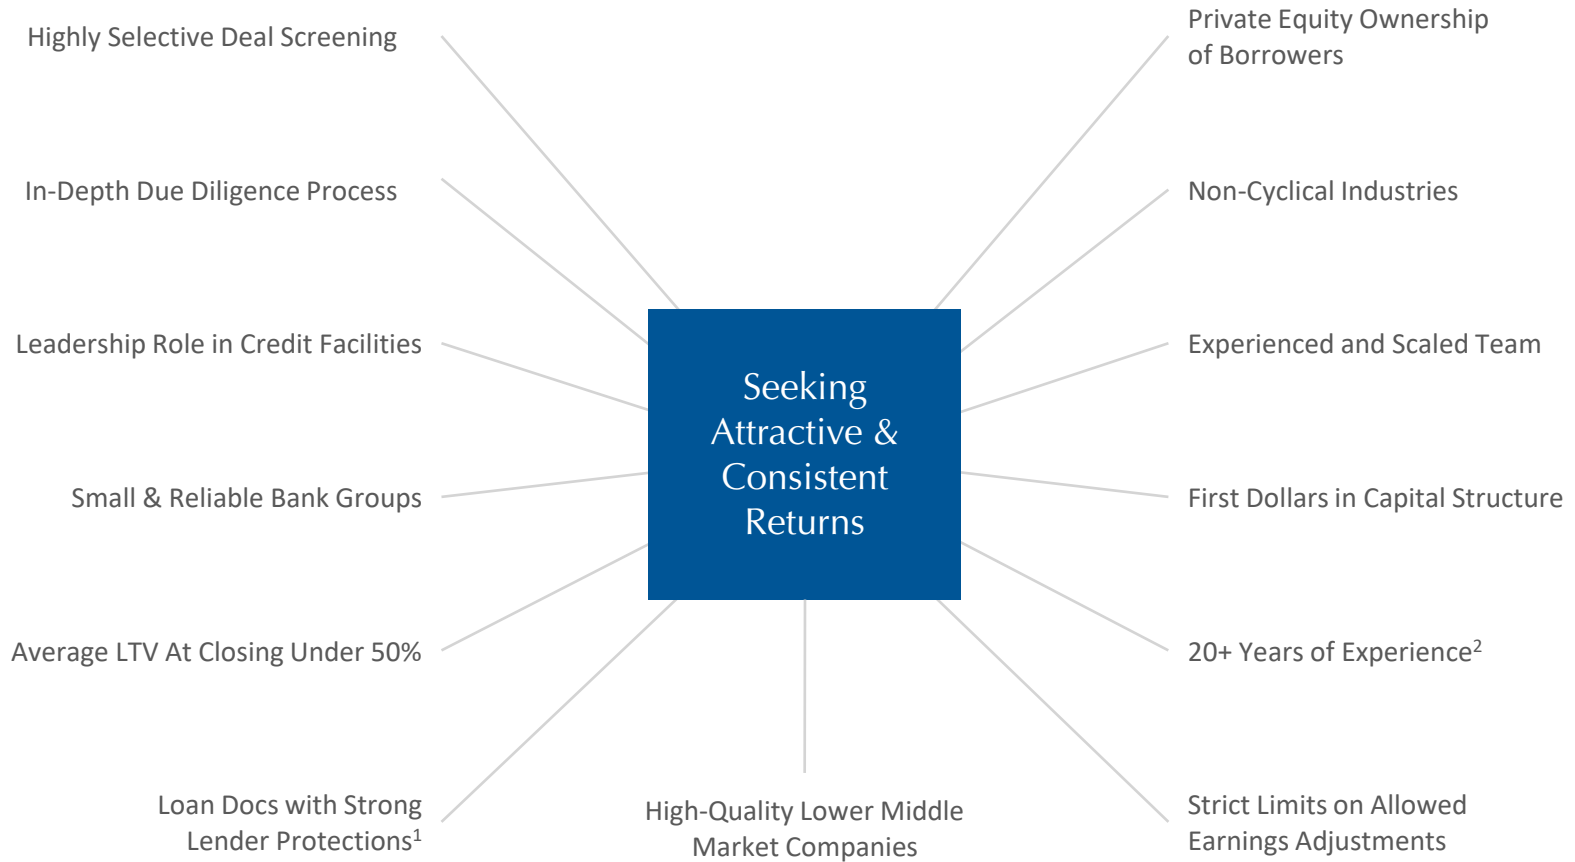 Highly Selective Deal Screening
In-Depth Due Diligence Process
Leadership Role in Credit Facilities
Small & Reliable Bank Groups
Average LTV At Closing Under 50%
Loan Docs with Strong
Lender Protections¹
Seeking
Attractive &
Consistent
Returns
High-Quality Lower Middle
Market Companies
Private Equity Ownership
of Borrowers
Non-Cyclical Industries
Experienced and Scaled Team
First Dollars in Capital Structure
20+ Years of Experience²
Strict Limits on Allowed
Earnings Adjustments